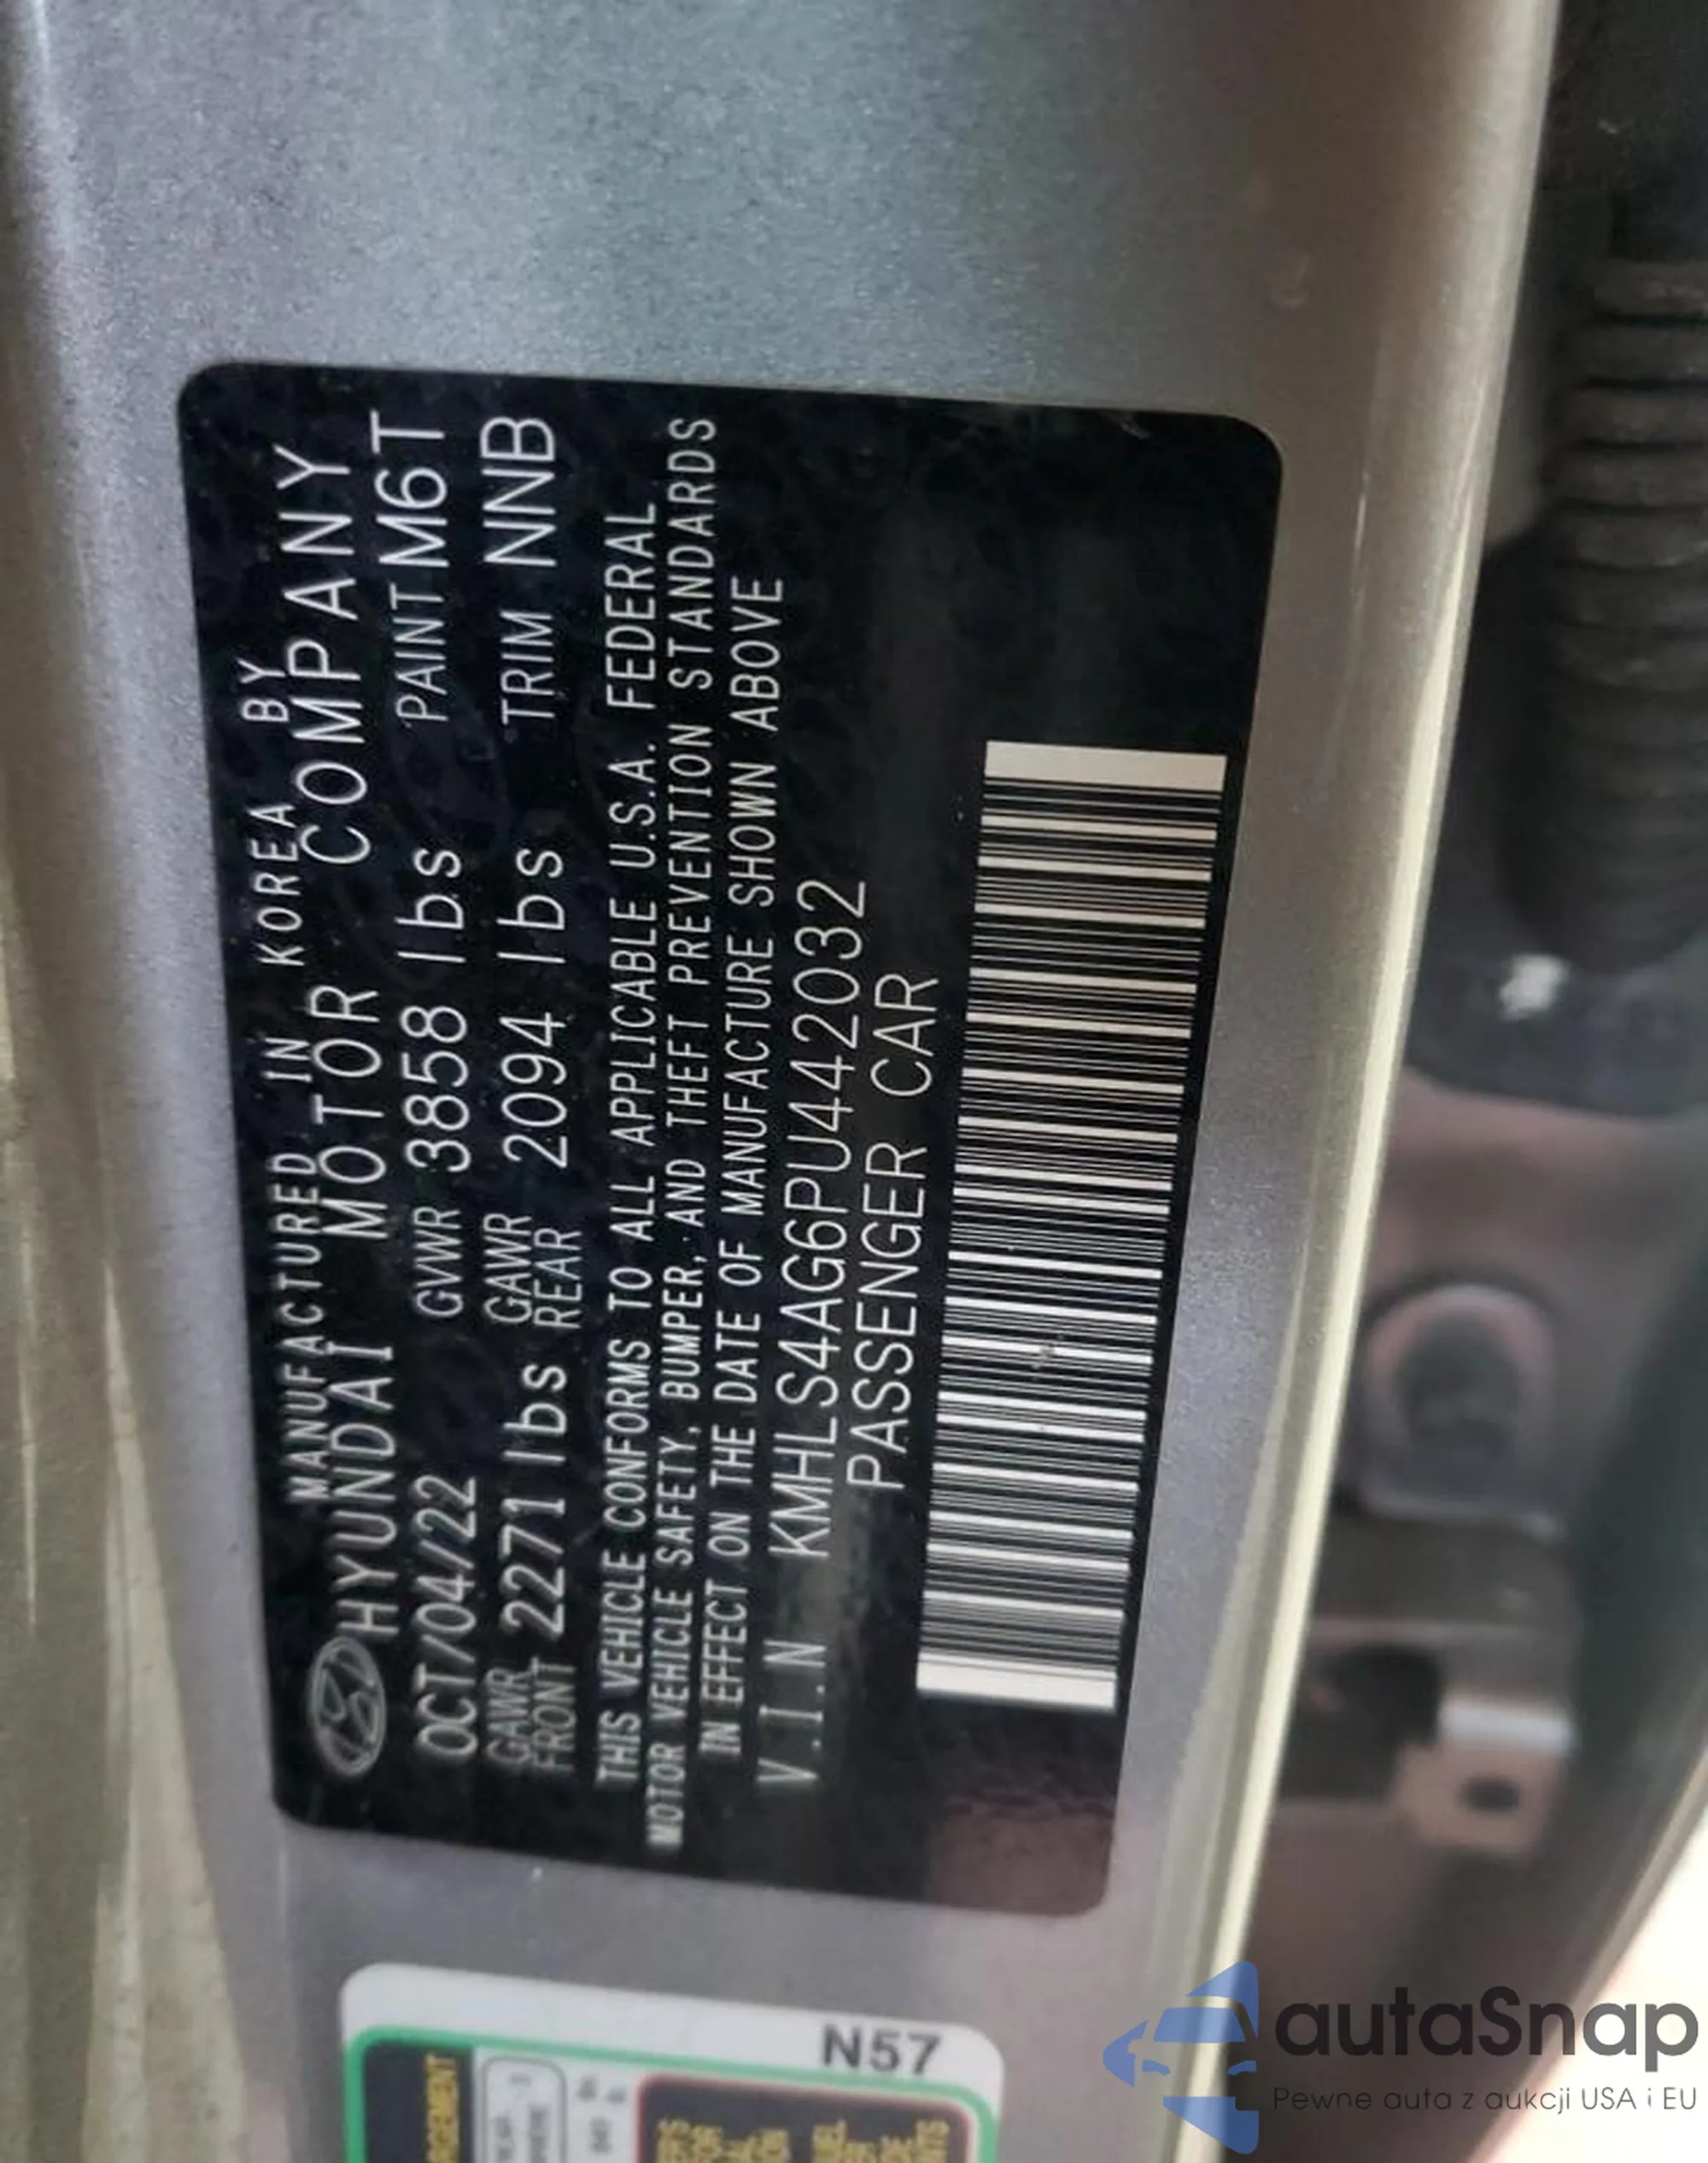 MANUFACTURED IN KOREA BY
HYUNDAI MOTOR COMPANY
OCT/04/22 GVWR 3858 lbs PAINT M6T
GAWR FRONT 2271 lbs GAWR REAR 2094 lbs TRIM NNB
THIS VEHICLE CONFORMS TO ALL APPLICABLE U.S.A. FEDERAL
MOTOR VEHICLE SAFETY, BUMPER, AND THEFT PREVENTION STANDARDS
IN EFFECT ON THE DATE OF MANUFACTURE SHOWN ABOVE
V.I.N KMHLS4AG6PU442032
PASSENGER CAR
N57
autaSnap
Pewne auta z aukcji USA i EU